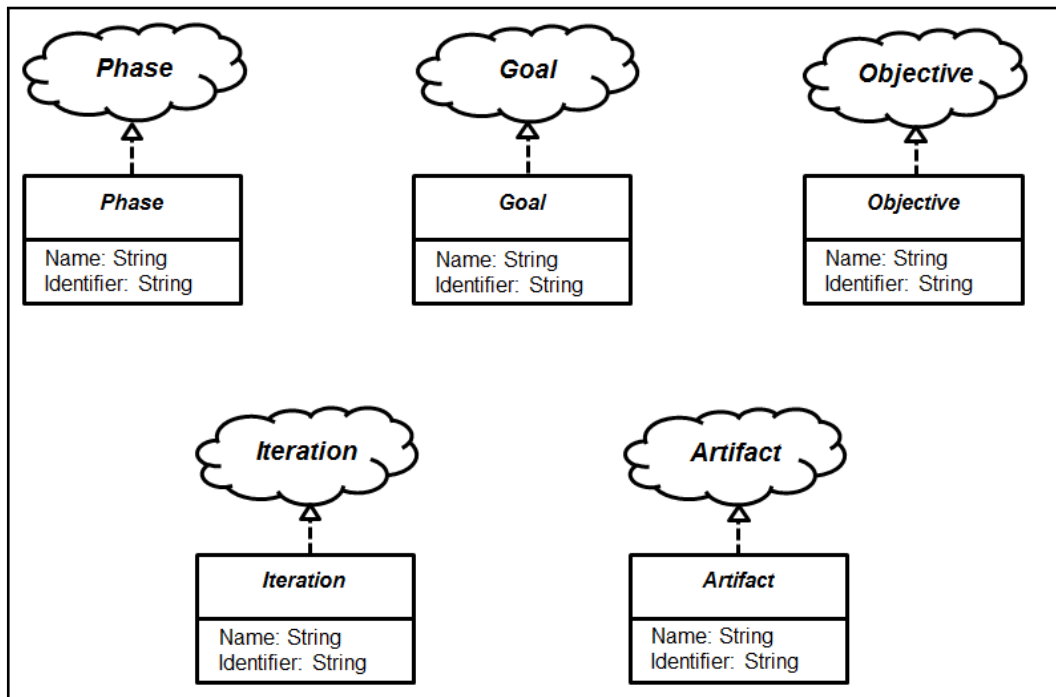 Phase
Goal
Objective
Phase
Name: String
Identifier: String
Goal
Name: String
Identifier: String
Objective
Name: String
Identifier: String
Iteration
Artifact
Iteration
Name: String
Identifier: String
Artifact
Name: String
Identifier: String